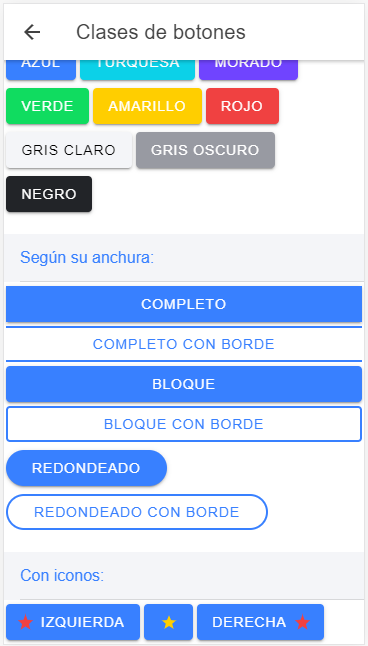 Clases de botones
AZUL TURQUESA MORADO
VERDE AMARILLO ROJO
GRIS CLARO GRIS OSCURO
NEGRO
Según su anchura:
COMPLETO
COMPLETO CON BORDE
BLOQUE
BLOQUE CON BORDE
REDONDEADO
REDONDEADO CON BORDE
Con iconos:
IZQUIERDA DERECHA